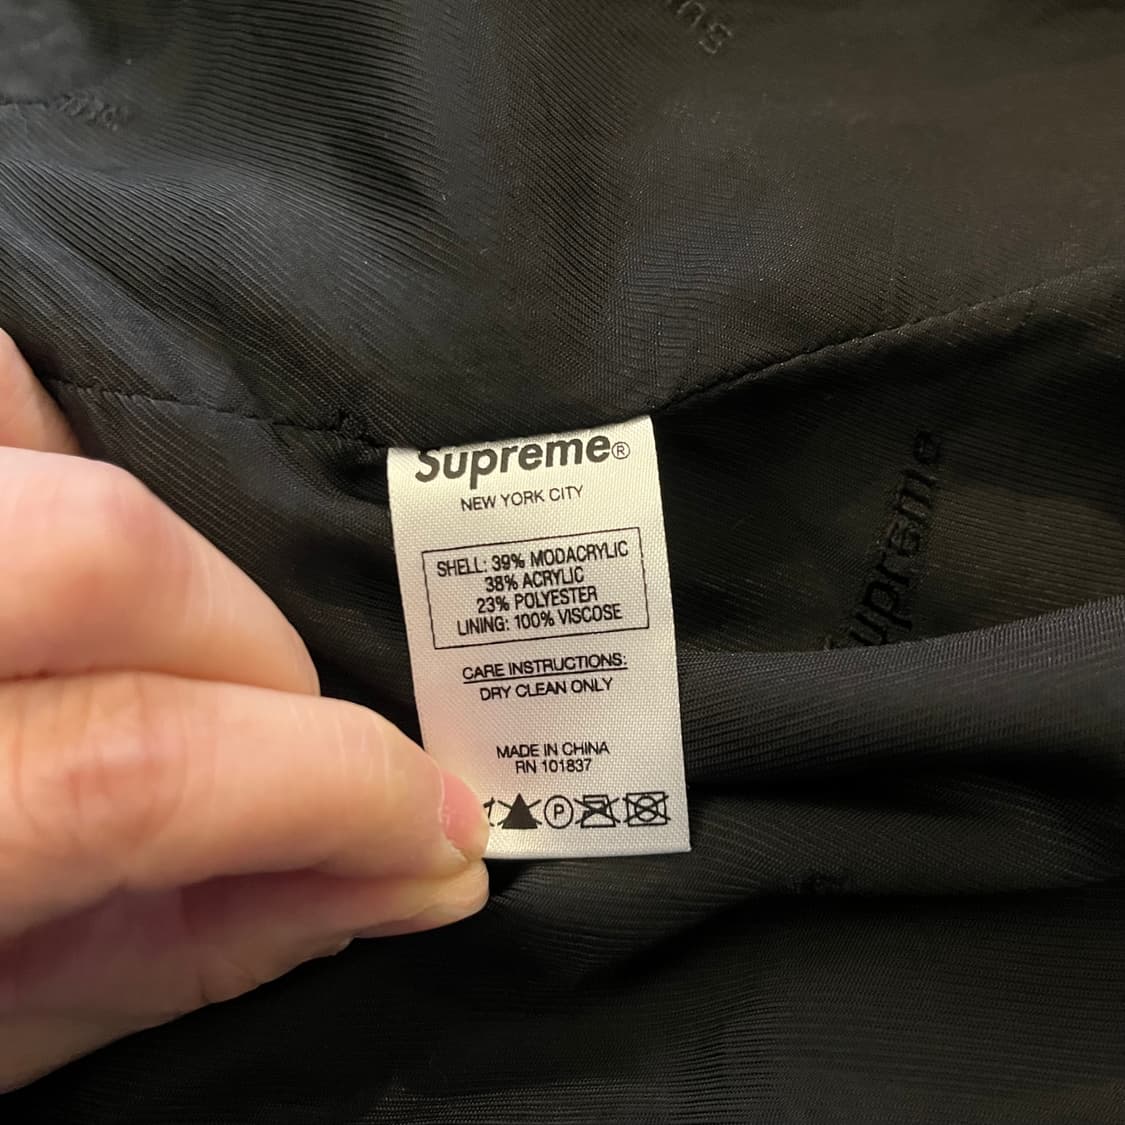 Supreme®
NEW YORK CITY
SHELL: 39% MODACRYLIC
38% ACRYLIC
23% POLYESTER
LINING: 100% VISCOSE
CARE INSTRUCTIONS:
DRY CLEAN ONLY
MADE IN CHINA
RN 101837
P
Supreme